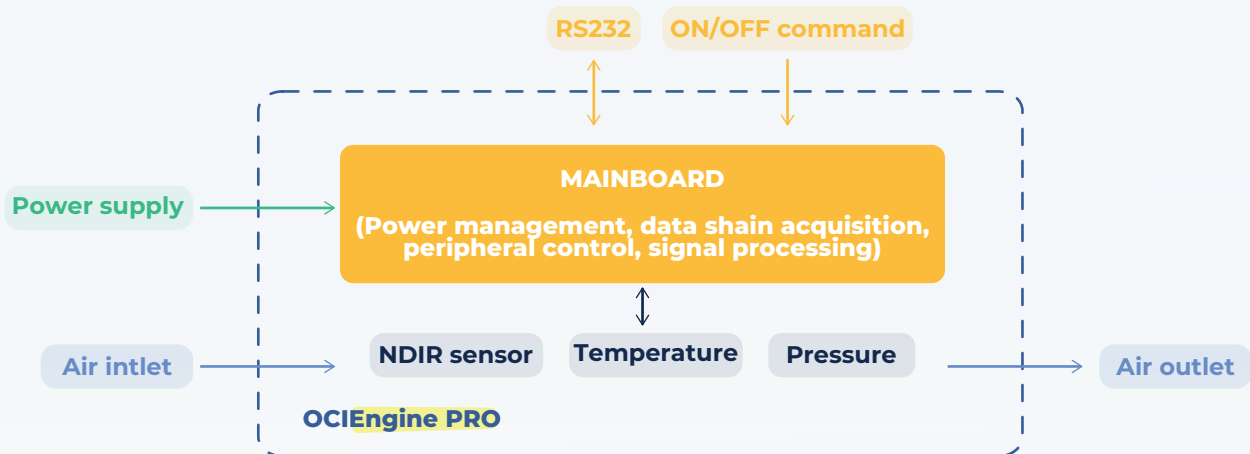 RS232
ON/OFF command
MAINBOARD
(Power management, data shain acquisition,
peripheral control, signal processing)
Power supply
NDIR sensor
Temperature
Pressure
Air intlet
Air outlet
OCIEngine PRO